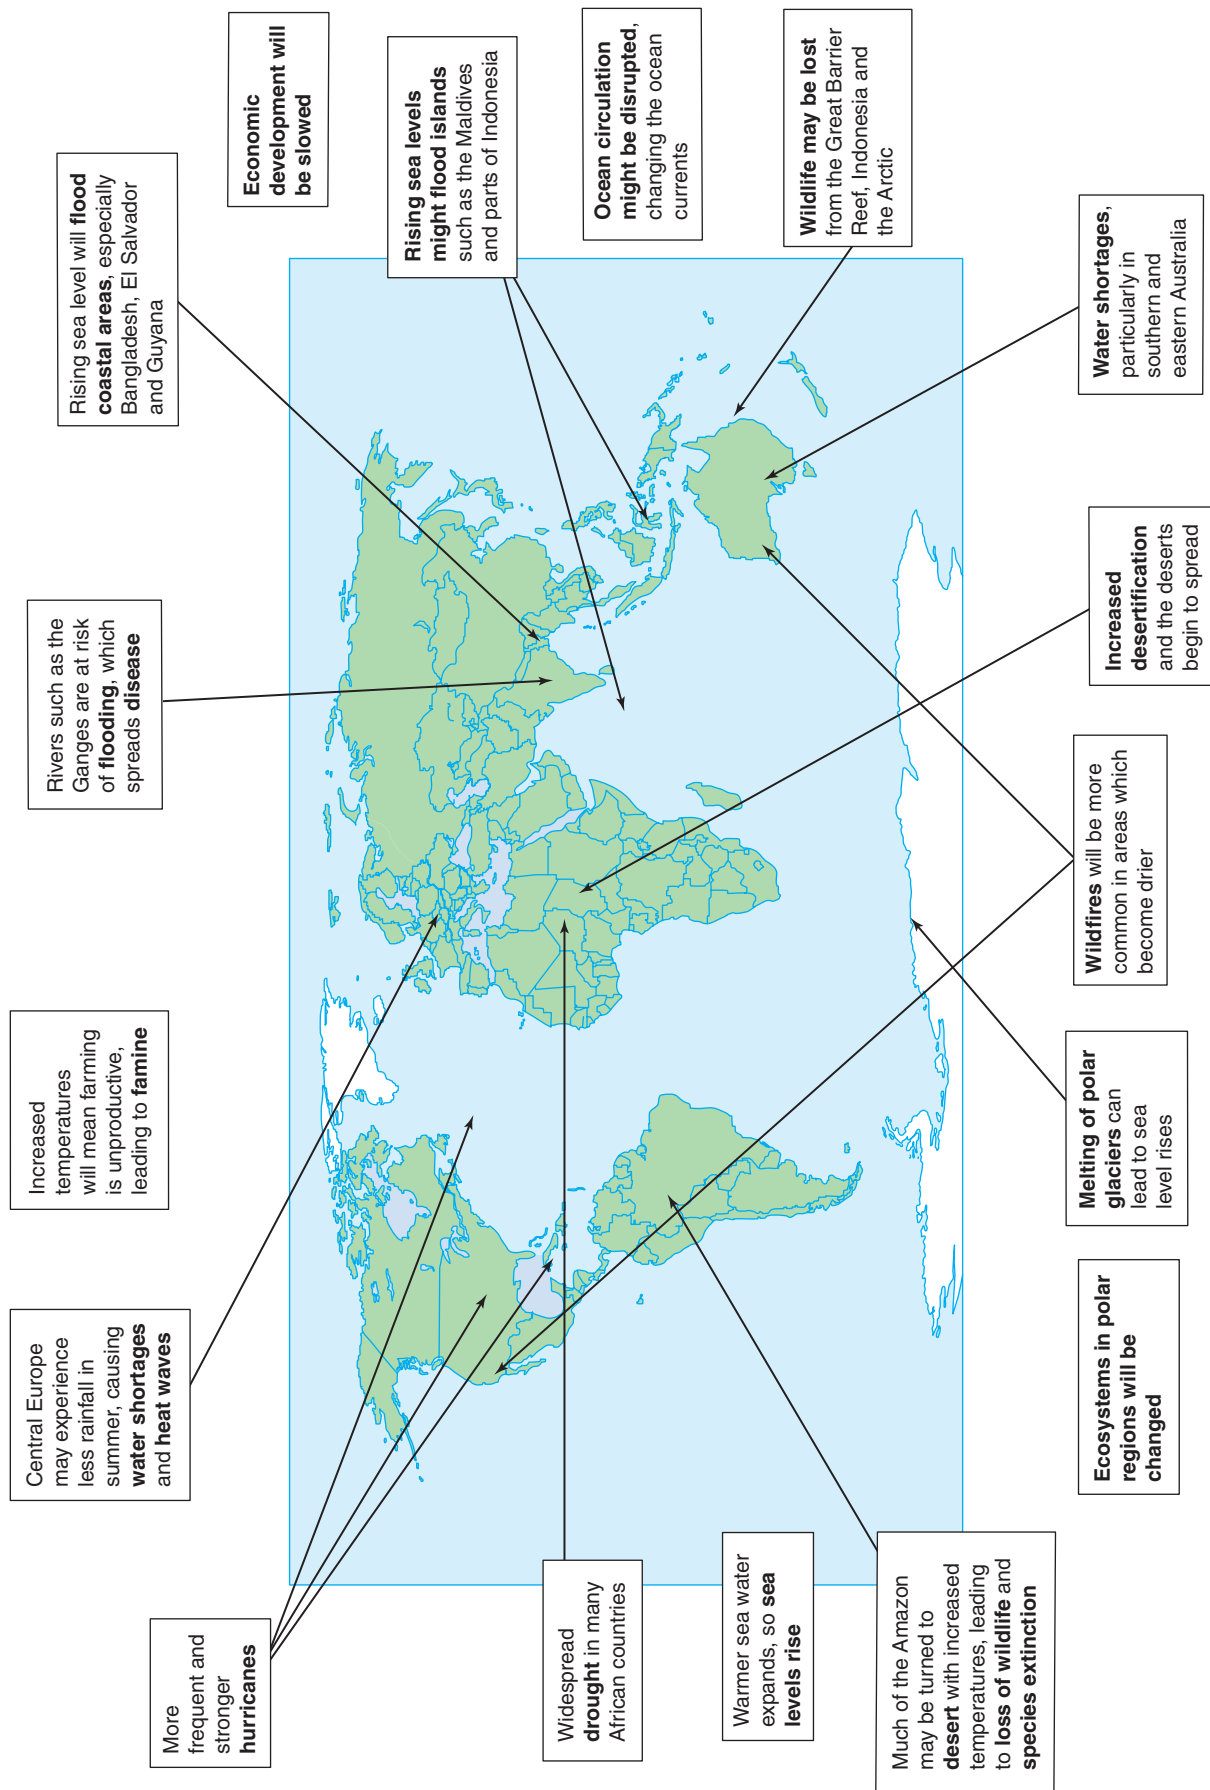 More
frequent and
stronger
hurricanes
Central Europe
may experience
less rainfall in
summer, causing
water shortages
and heat waves
Increased
temperatures
will mean farming
is unproductive,
leading to famine
Rivers such as the
Ganges are at risk
of flooding, which
spreads disease
Rising sea level will flood
coastal areas, especially
Bangladesh, El Salvador
and Guyana
Economic
development will
be slowed
Rising sea levels
might flood islands
such as the Maldives
and parts of Indonesia
Ocean circulation
might be disrupted,
changing the ocean
currents
Wildlife may be lost
from the Great Barrier
Reef, Indonesia and
the Arctic
Widespread
drought in many
African countries
Warmer sea water
expands, so sea
levels rise
Much of the Amazon
may be turned to
desert with increased
temperatures, leading
to loss of wildlife and
species extinction
Ecosystems in polar
regions will be
changed
Melting of polar
glaciers can
lead to sea
level rises
Wildfires will be more
common in areas which
become drier
Increased
desertification
and the deserts
begin to spread
Water shortages,
particularly in
southern and
eastern Australia